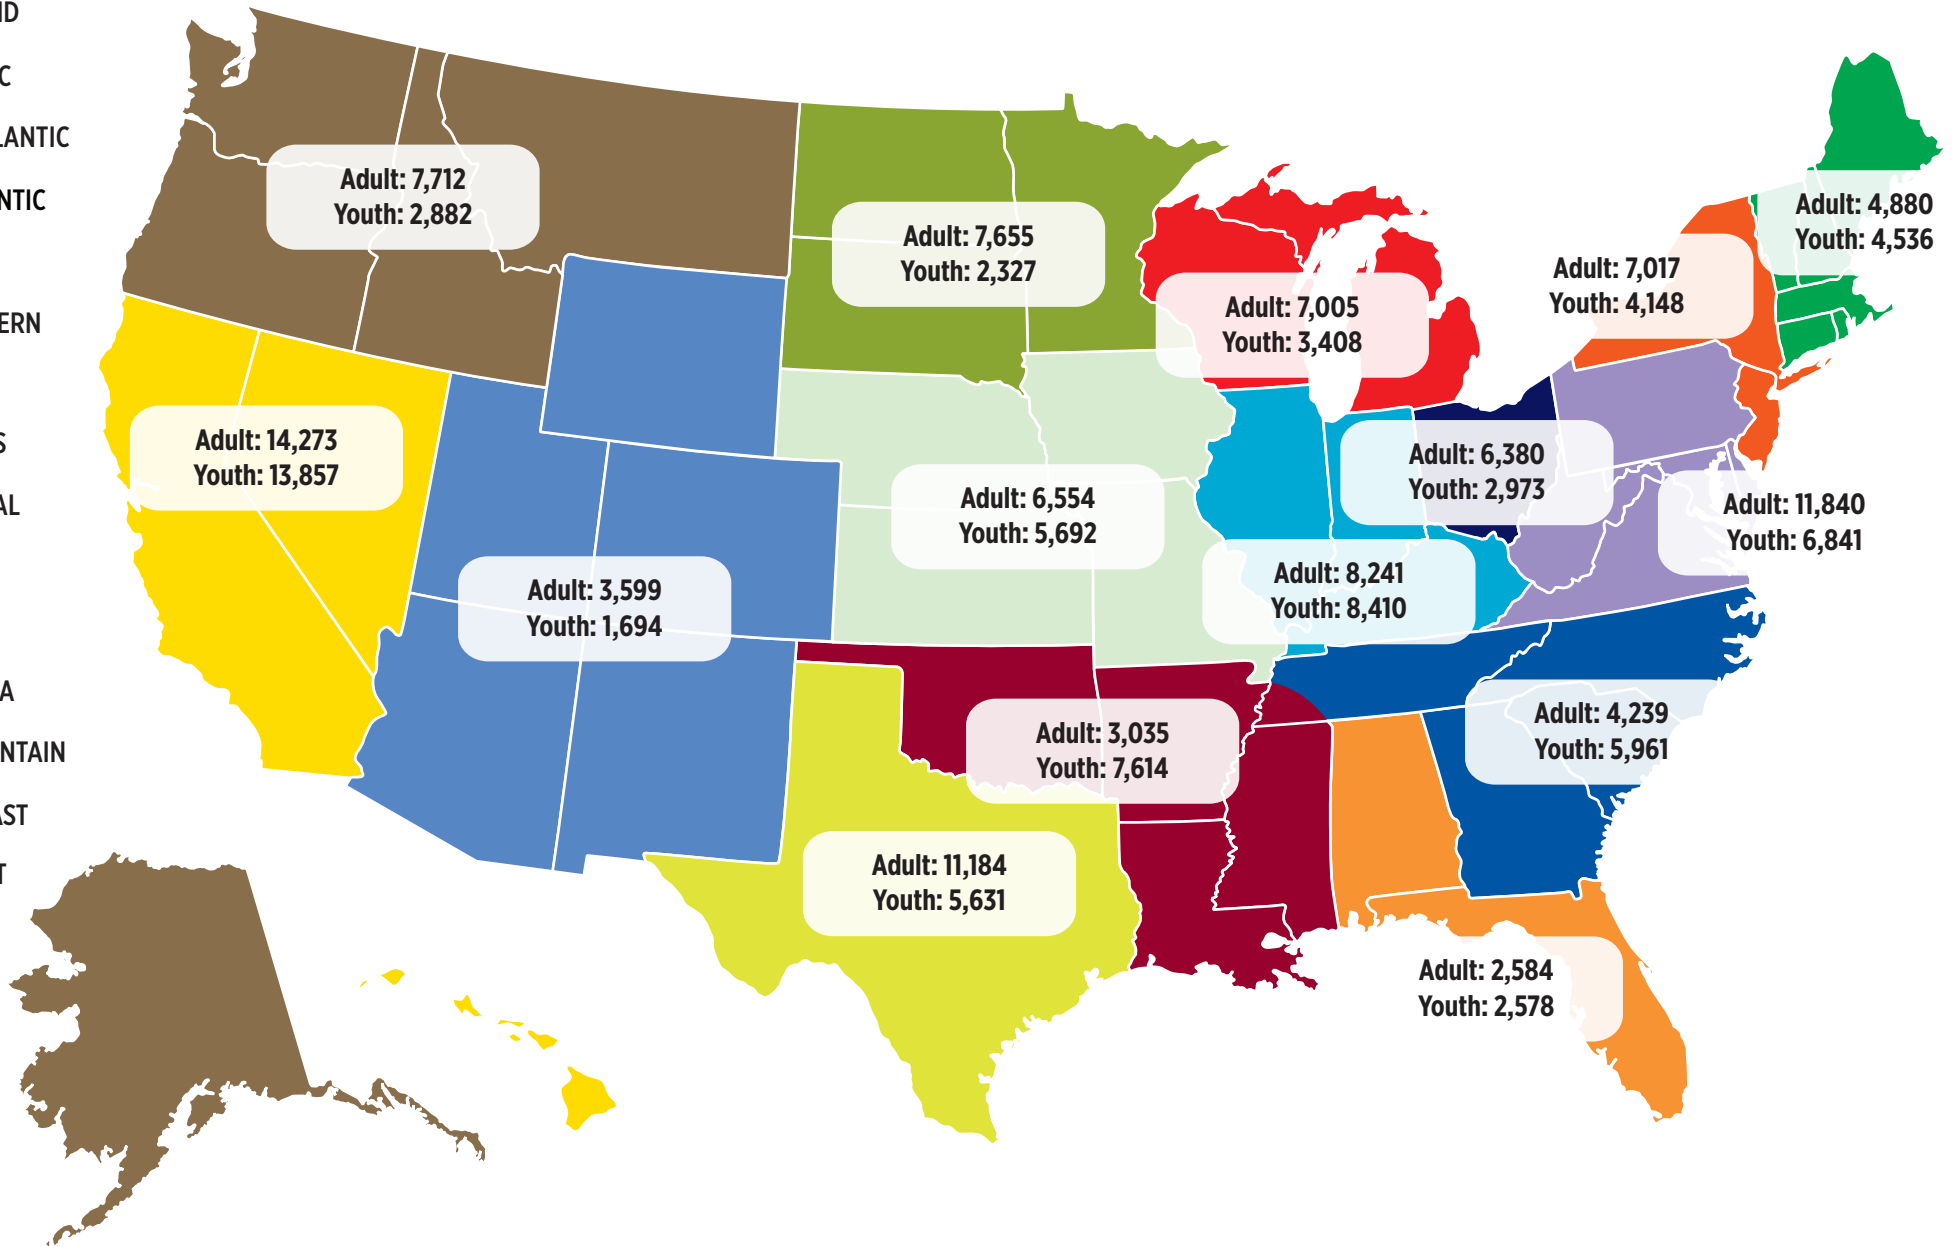 ID
C
LANTIC
NTIC
ERN
S
AL
A
NTAIN
AST
T
Adult: 7,712
Youth: 2,882
Adult: 7,655
Youth: 2,327
Adult: 7,005
Youth: 3,408
Adult: 7,017
Youth: 4,148
Adult: 4,880
Youth: 4,536
Adult: 14,273
Youth: 13,857
Adult: 6,554
Youth: 5,692
Adult: 6,380
Youth: 2,973
Adult: 11,840
Youth: 6,841
Adult: 3,599
Youth: 1,694
Adult: 8,241
Youth: 8,410
Adult: 3,035
Youth: 7,614
Adult: 4,239
Youth: 5,961
Adult: 11,184
Youth: 5,631
Adult: 2,584
Youth: 2,578